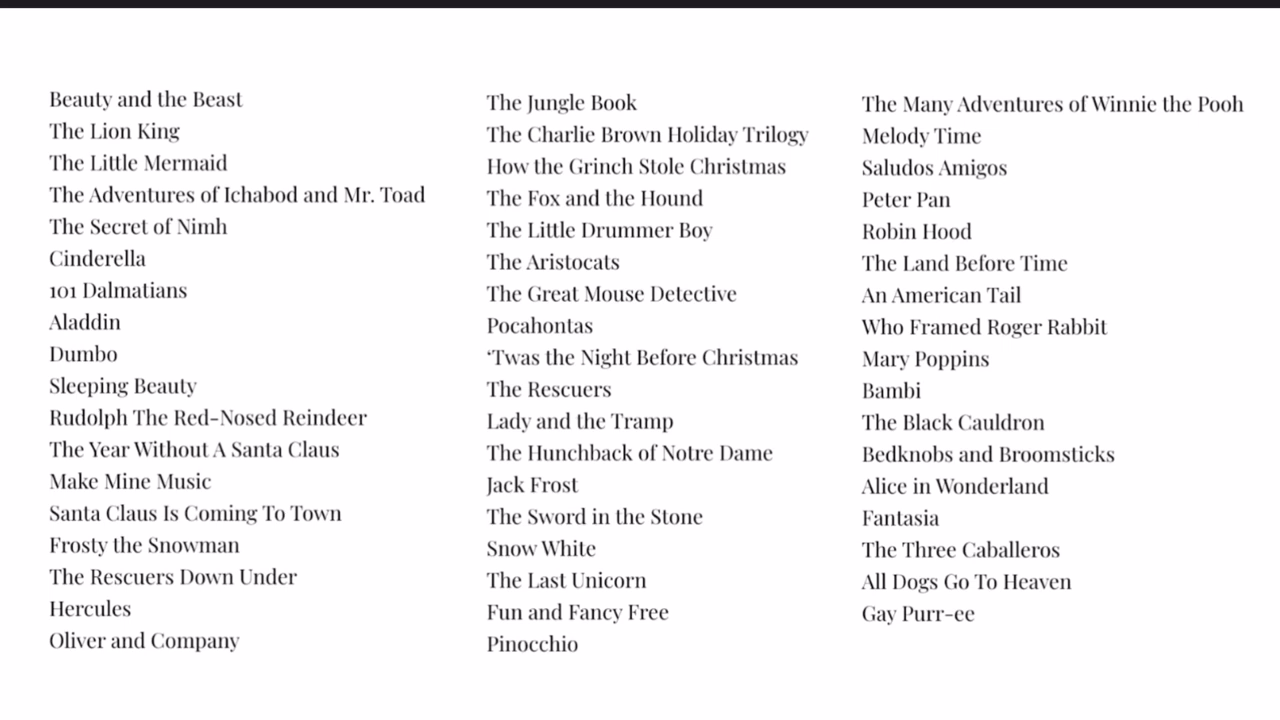 Beauty and the Beast
The Lion King
The Little Mermaid
The Adventures of Ichabod and Mr. Toad
The Secret of Nimh
Cinderella
101 Dalmatians
Aladdin
Dumbo
Sleeping Beauty
Rudolph The Red-Nosed Reindeer
The Year Without A Santa Claus
Make Mine Music
Santa Claus Is Coming To Town
Frosty the Snowman
The Rescuers Down Under
Hercules
Oliver and Company
The Jungle Book
The Charlie Brown Holiday Trilogy
How the Grinch Stole Christmas
The Fox and the Hound
The Little Drummer Boy
The Aristocats
The Great Mouse Detective
Pocahontas
‘Twas the Night Before Christmas
The Rescuers
Lady and the Tramp
The Hunchback of Notre Dame
Jack Frost
The Sword in the Stone
Snow White
The Last Unicorn
Fun and Fancy Free
Pinocchio
The Many Adventures of Winnie the Pooh
Melody Time
Saludos Amigos
Peter Pan
Robin Hood
The Land Before Time
An American Tail
Who Framed Roger Rabbit
Mary Poppins
Bambi
The Black Cauldron
Bedknobs and Broomsticks
Alice in Wonderland
Fantasia
The Three Caballeros
All Dogs Go To Heaven
Gay Purr-ee